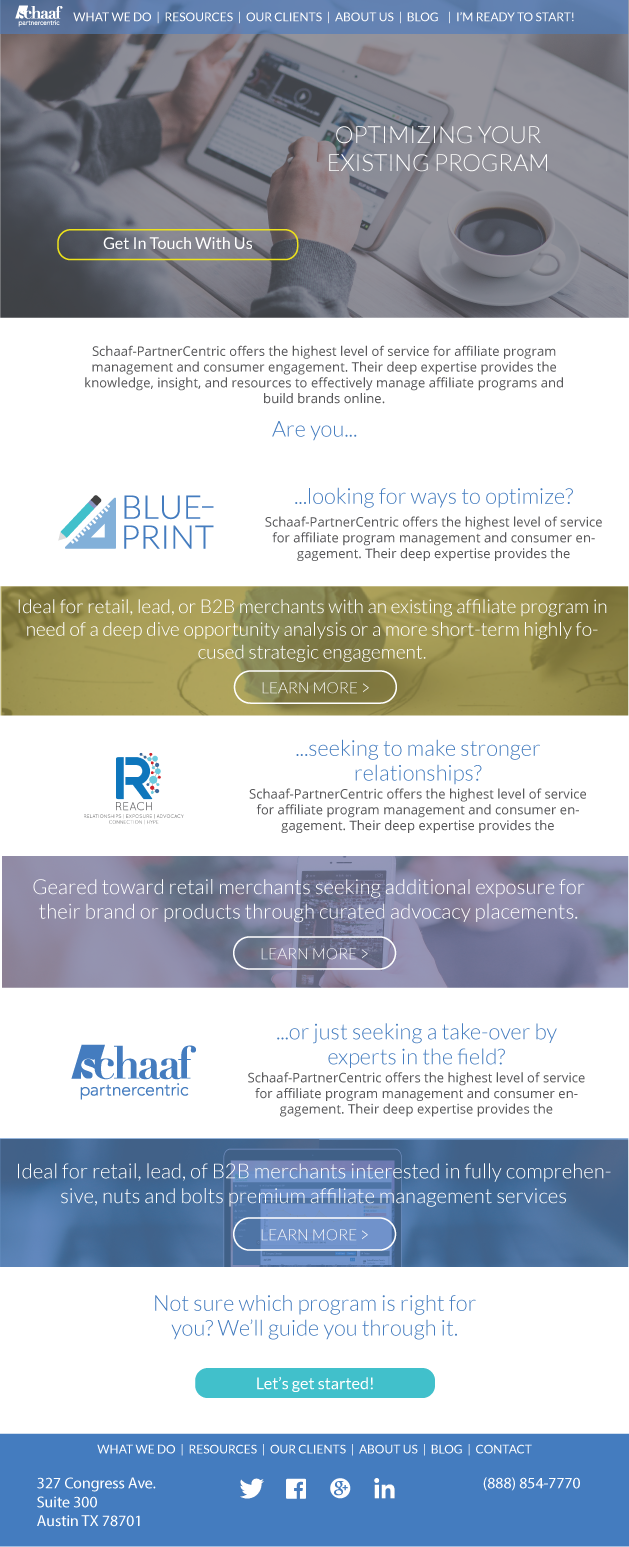 schaaf
partnercentric
WHAT WE DO | RESOURCES | OUR CLIENTS | ABOUT US | BLOG | I'M READY TO START!
OPTIMIZING YOUR
EXISTING PROGRAM
Get In Touch With Us
Schaaf-PartnerCentric offers the highest level of service for affiliate program
management and consumer engagement. Their deep expertise provides the
knowledge, insight, and resources to effectively manage affiliate programs and
build brands online.
Are you...
BLUE-
PRINT
...looking for ways to optimize?
Schaaf-PartnerCentric offers the highest level of service
for affiliate program management and consumer en-
gagement. Their deep expertise provides the
Ideal for retail, lead, or B2B merchants with an existing affiliate program in
need of a deep dive opportunity analysis or a more short-term highly fo-
cused strategic engagement.
LEARN MORE >
R
REACH
RELATIONSHIPS | EXPOSURE | ADVOCACY
CONNECTION | HYPE
...seeking to make stronger
relationships?
Schaaf-PartnerCentric offers the highest level of service
for affiliate program management and consumer en-
gagement. Their deep expertise provides the
Geared toward retail merchants seeking additional exposure for
their brand or products through curated advocacy placements.
LEARN MORE >
schaaf
partnercentric
...or just seeking a take-over by
experts in the field?
Schaaf-PartnerCentric offers the highest level of service
for affiliate program management and consumer en-
gagement. Their deep expertise provides the
Ideal for retail, lead, of B2B merchants interested in fully comprehen-
sive, nuts and bolts premium affiliate management services
LEARN MORE >
Not sure which program is right for
you? We'll guide you through it.
Let's get started!
WHAT WE DO | RESOURCES | OUR CLIENTS | ABOUT US | BLOG | CONTACT
327 Congress Ave.
Suite 300
Austin TX 78701
(888) 854-7770